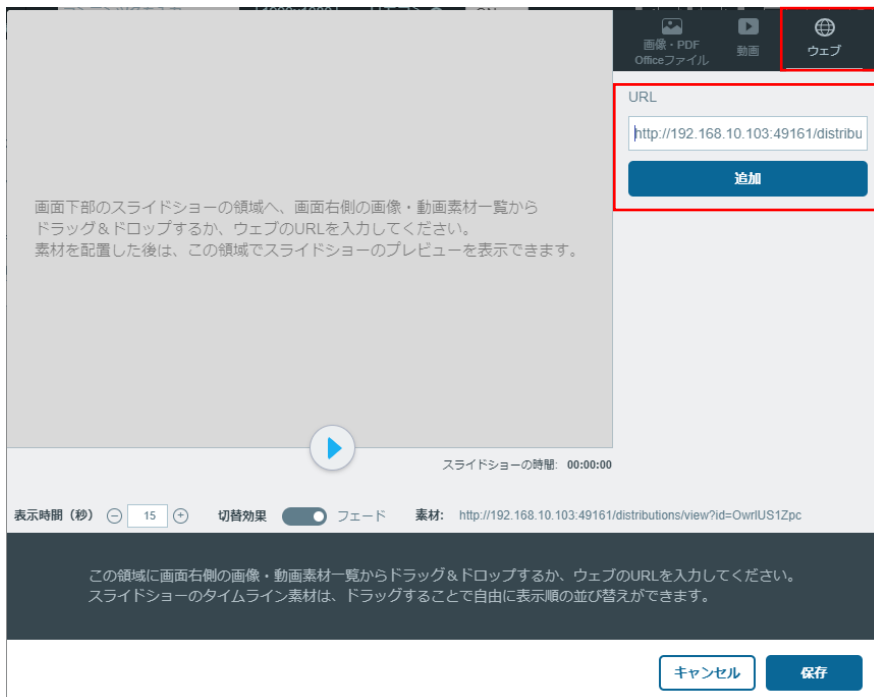 画像・PDF
Officeファイル
動画
ウェブ
URL
http://192.168.10.103:49161/distribu
追加
画面下部のスライドショーの領域へ、画面右側の画像・動画素材一覧から
ドラッグ＆ドロップするか、ウェブのURLを入力してください。
素材を配置した後は、この領域でスライドショーのプレビューを表示できます。
スライドショーの時間: 00:00:00
表示時間（秒） 15 切替効果 フェード 素材: http://192.168.10.103:49161/distributions/view?id=OwrlUS1Zpc
この領域に画面右側の画像・動画素材一覧からドラッグ＆ドロップするか、ウェブのURLを入力してください。
スライドショーのタイムライン素材は、ドラッグすることで自由に表示順の並び替えができます。
キャンセル 保存